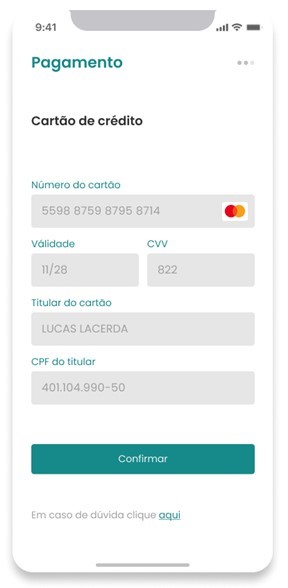 9:41
Pagamento
Cartão de crédito
Número do cartão
5598 8759 8795 8714
Válidade CVV
11/28 822
Titular do cartão
LUCAS LACERDA
CPF do titular
401.104.990-50
Confirmar
Em caso de dúvida clique aqui